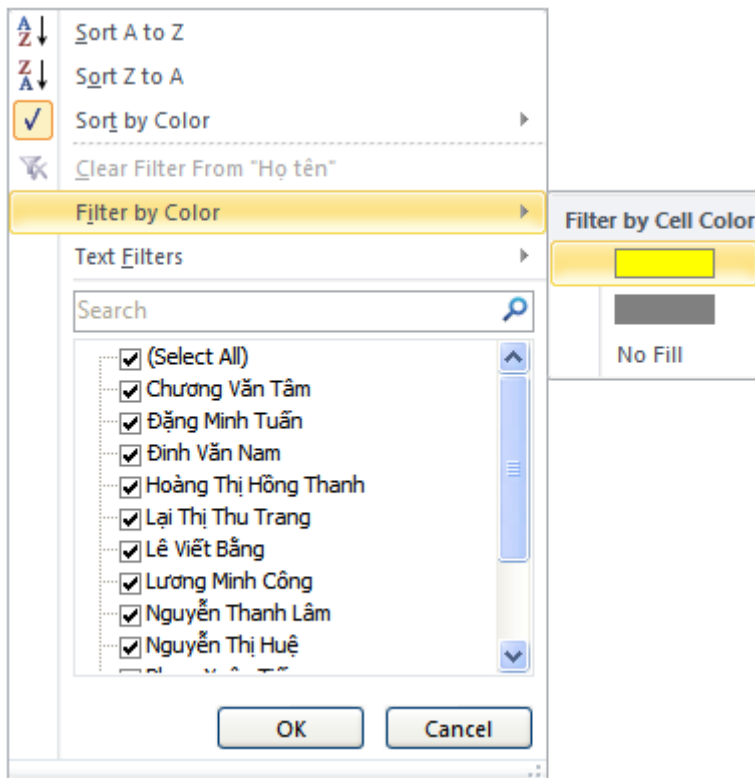 Sort A to Z
Sort Z to A
Sort by Color
Clear Filter From "Họ tên"
Filter by Color
Filter by Cell Color
Text Filters
No Fill
Search
(Select All)
Chương Văn Tâm
Đặng Minh Tuấn
Đinh Văn Nam
Hoàng Thị Hồng Thanh
Lại Thị Thu Trang
Lê Viết Bằng
Lương Minh Công
Nguyễn Thanh Lâm
Nguyễn Thị Huệ
OK
Cancel